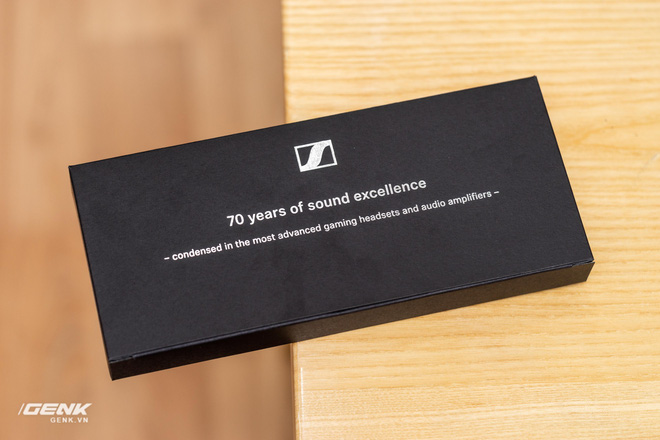 70 years of sound excellence
– condensed in the most advanced gaming headsets and audio amplifiers –
/GENK
GENK.VN